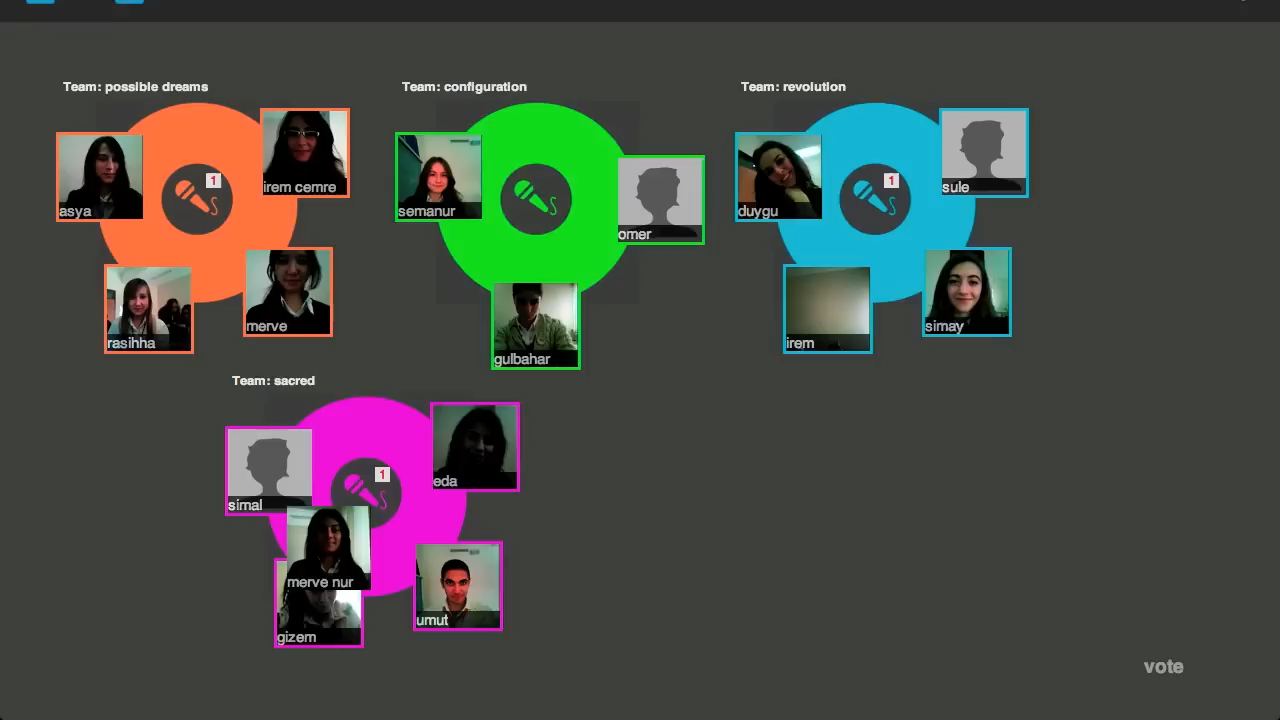 Team: possible dreams
Team: configuration
Team: revolution
asya
irem cemre
1
rasihha
merve
semanur
omer
gulbahar
duygu
sule
1
irem
simay
Team: sacred
simal
eda
1
merve nur
gizem
umut
vote